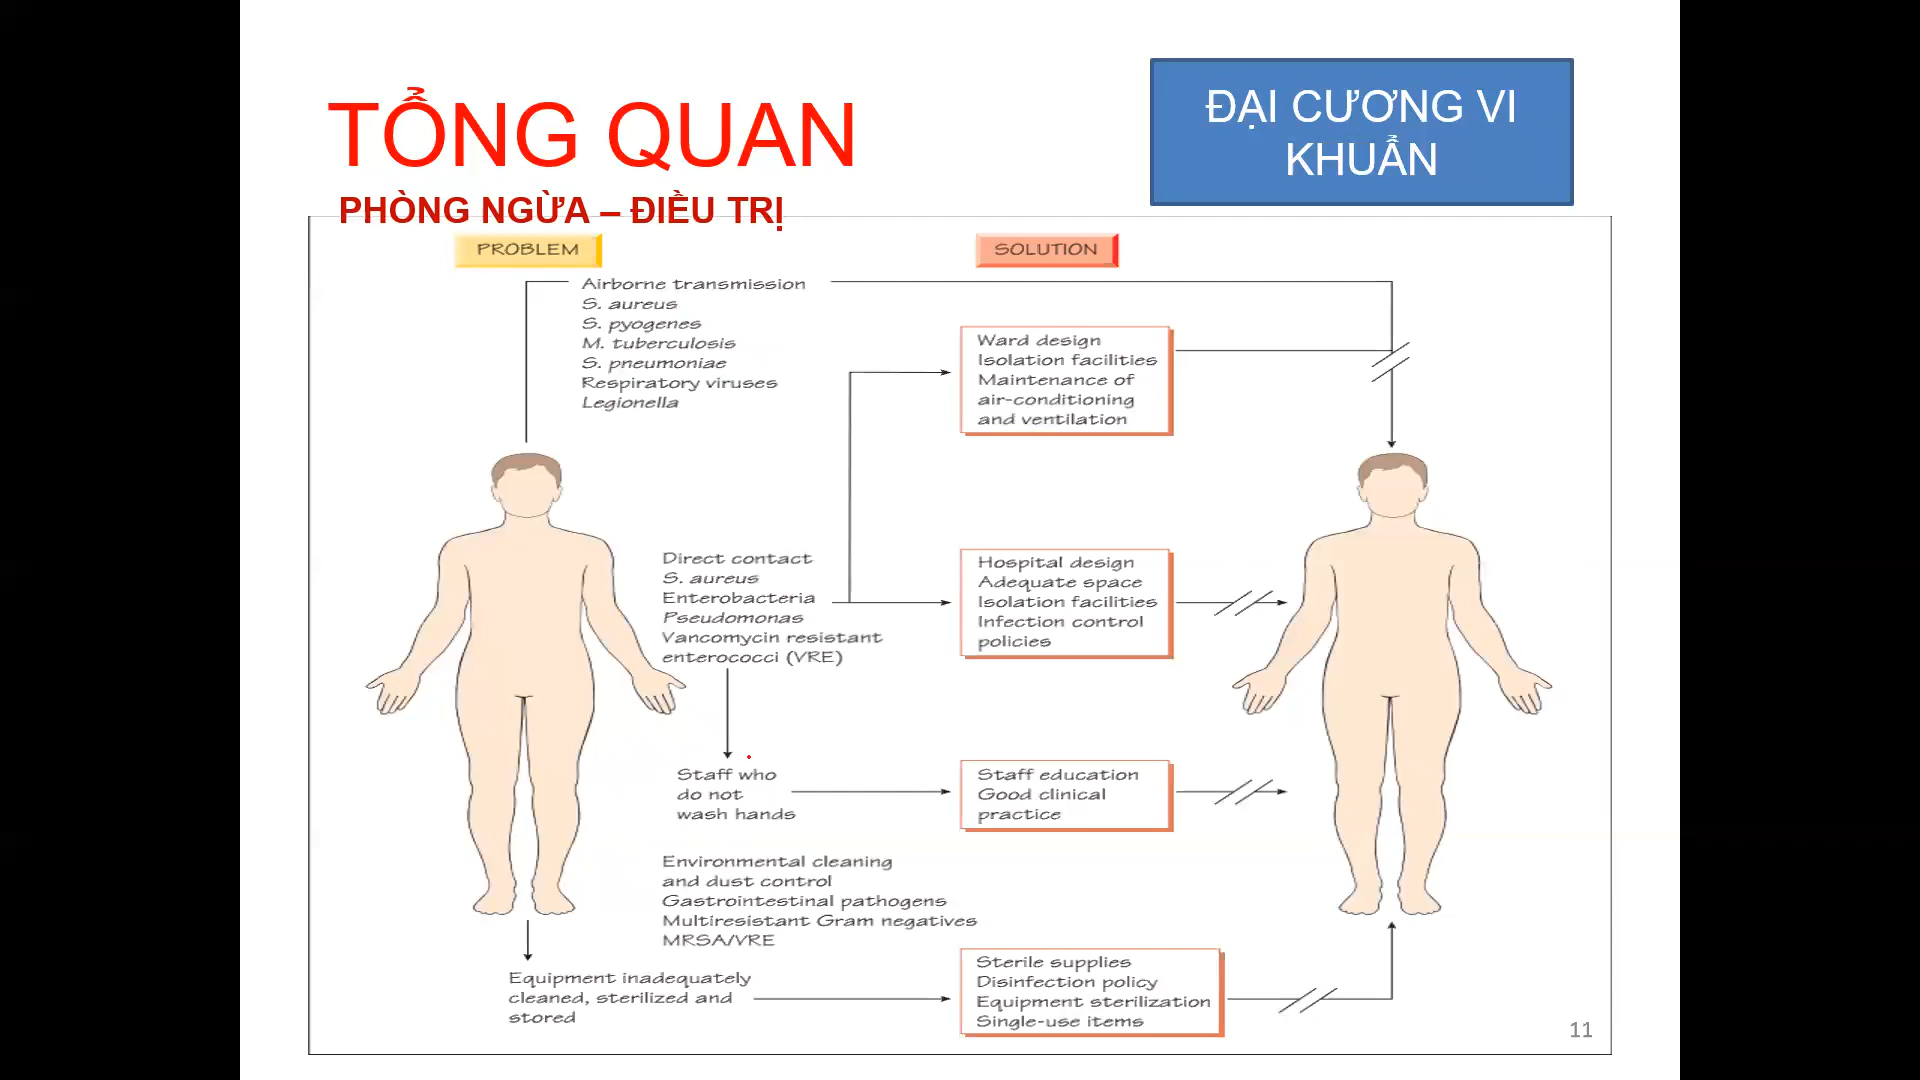 TỔNG QUAN
ĐẠI CƯƠNG VI
KHUẨN
PHÒNG NGỪA – ĐIỀU TRỊ
PROBLEM
SOLUTION
Airborne transmission
S. aureus
S. pyogenes
M. tuberculosis
S. pneumoniae
Respiratory viruses
Legionella
Ward design
Isolation facilities
Maintenance of
air-conditioning
and ventilation
Direct contact
S. aureus
Enterobacteria
Pseudomonas
Vancomycin resistant
enterococci (VRE)
Hospital design
Adequate space
Isolation facilities
Infection control
policies
Staff who
do not
wash hands
Staff education
Good clinical
practice
Environmental cleaning
and dust control
Gastrointestinal pathogens
Multiresistant Gram negatives
MRSA/VRE
Equipment inadequately
cleaned, sterilized and
stored
Sterile supplies
Disinfection policy
Equipment sterilization
Single-use items
11